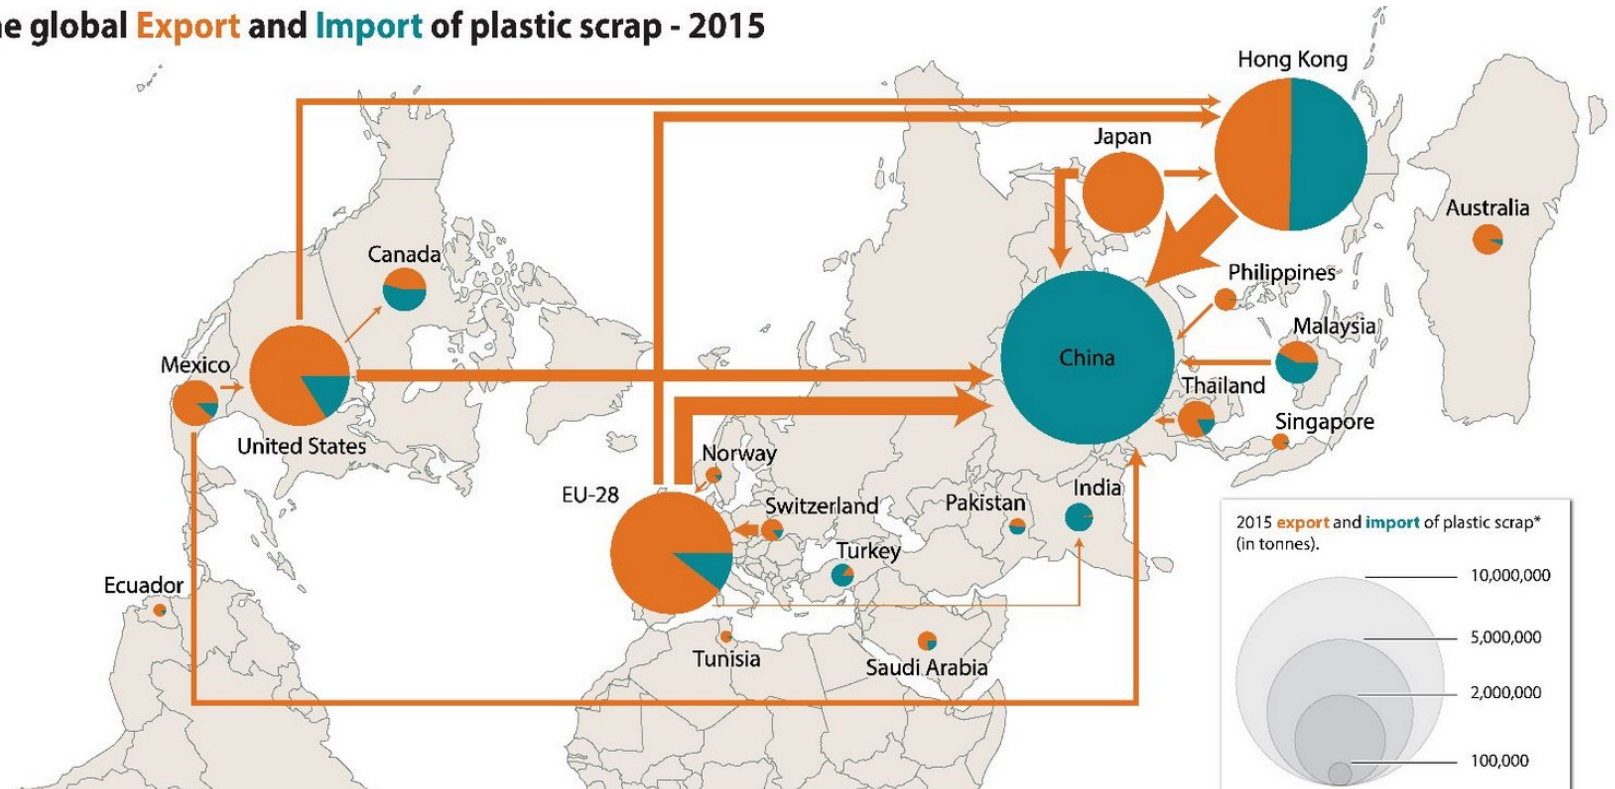 e global Export and Import of plastic scrap - 2015
Hong Kong
Japan
Australia
Canada
Philippines
Malaysia
China
Mexico
Thailand
Singapore
United States
Norway
EU-28
Switzerland
Pakistan
India
Turkey
Ecuador
Tunisia
Saudi Arabia
2015 export and import of plastic scrap*
(in tonnes).
10,000,000
5,000,000
2,000,000
100,000